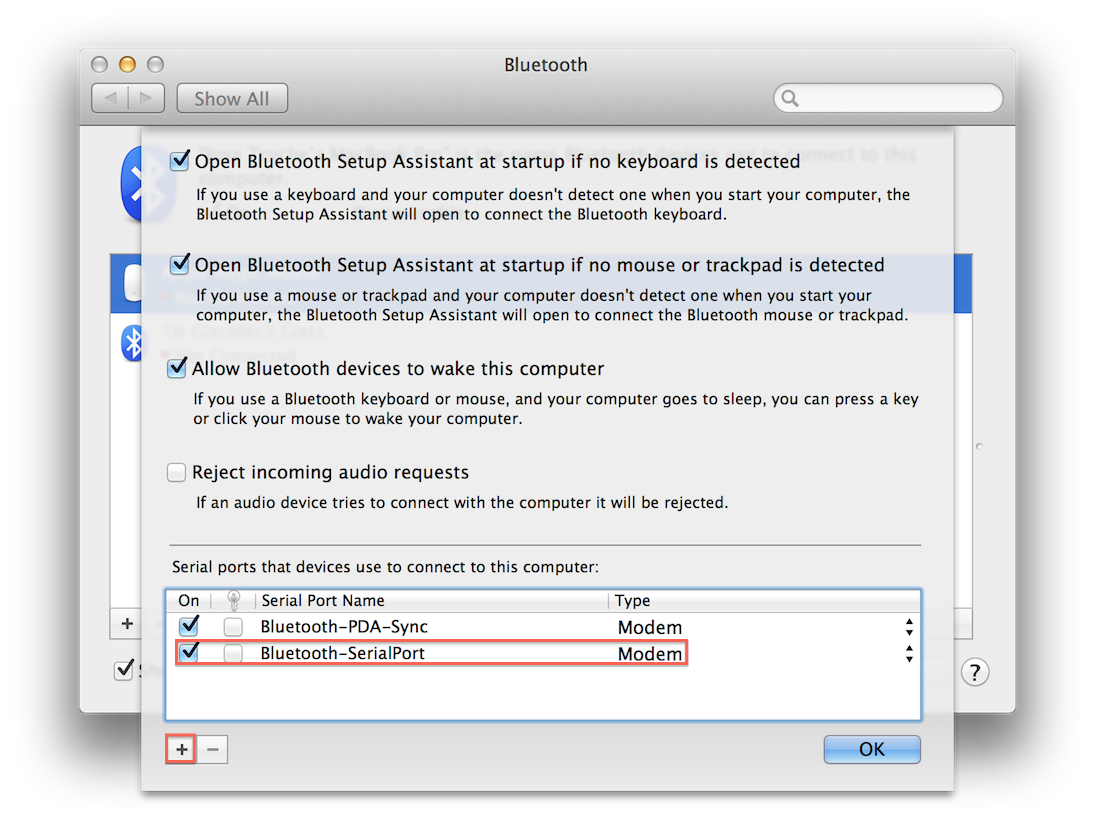 Bluetooth
Show All
Open Bluetooth Setup Assistant at startup if no keyboard is detected
If you use a keyboard and your computer doesn't detect one when you start your computer, the
Bluetooth Setup Assistant will open to connect the Bluetooth keyboard.
Open Bluetooth Setup Assistant at startup if no mouse or trackpad is detected
If you use a mouse or trackpad and your computer doesn't detect one when you start your
computer, the Bluetooth Setup Assistant will open to connect the Bluetooth mouse or trackpad.
Allow Bluetooth devices to wake this computer
If you use a Bluetooth keyboard or mouse, and your computer goes to sleep, you can press a key
or click your mouse to wake your computer.
Reject incoming audio requests
If an audio device tries to connect with the computer it will be rejected.
Serial ports that devices use to connect to this computer:
On Serial Port Name Type
Bluetooth-PDA-Sync Modem
Bluetooth-SerialPort Modem
+ −
?
+ −
OK